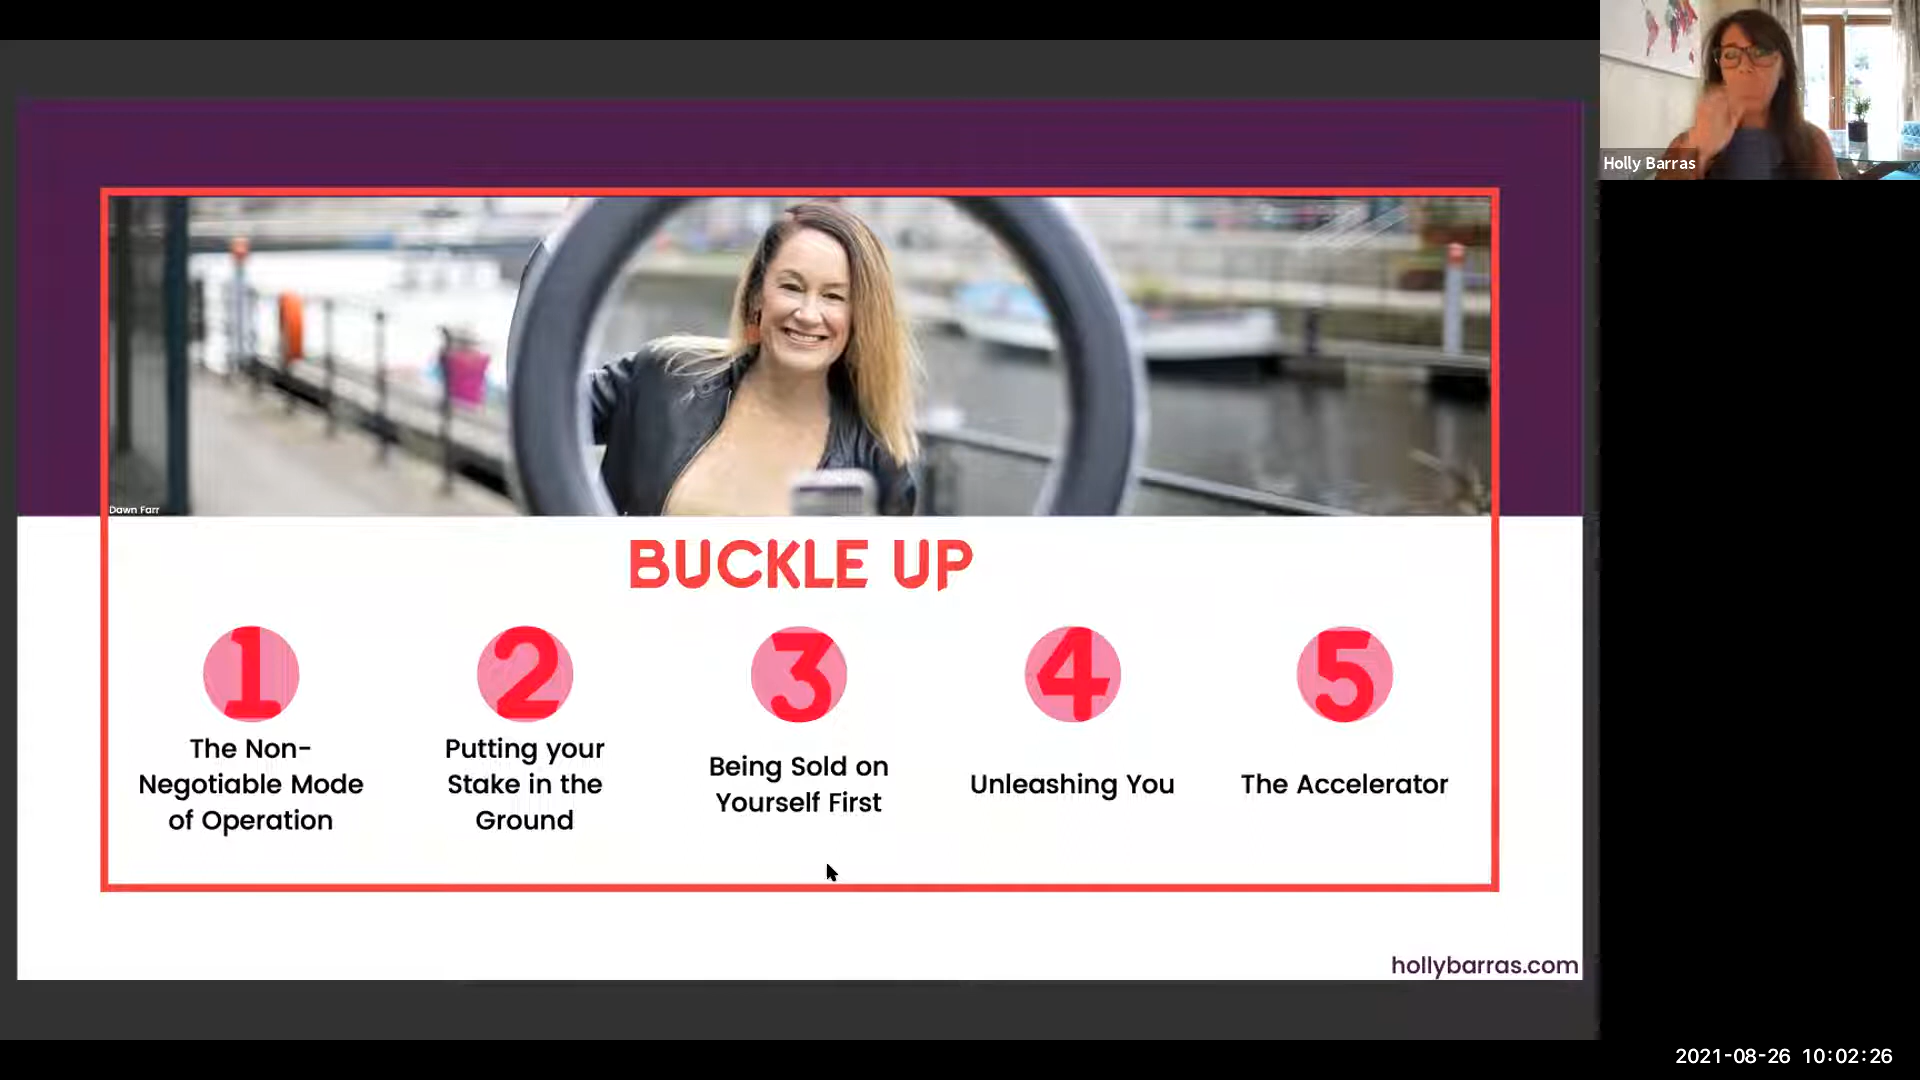 Holly Barras
Dawn Farr
BUCKLE UP
1
The Non-
Negotiable Mode
of Operation
2
Putting your
Stake in the
Ground
3
Being Sold on
Yourself First
4
Unleashing You
5
The Accelerator
hollybarras.com
2021-08-26 10:02:26